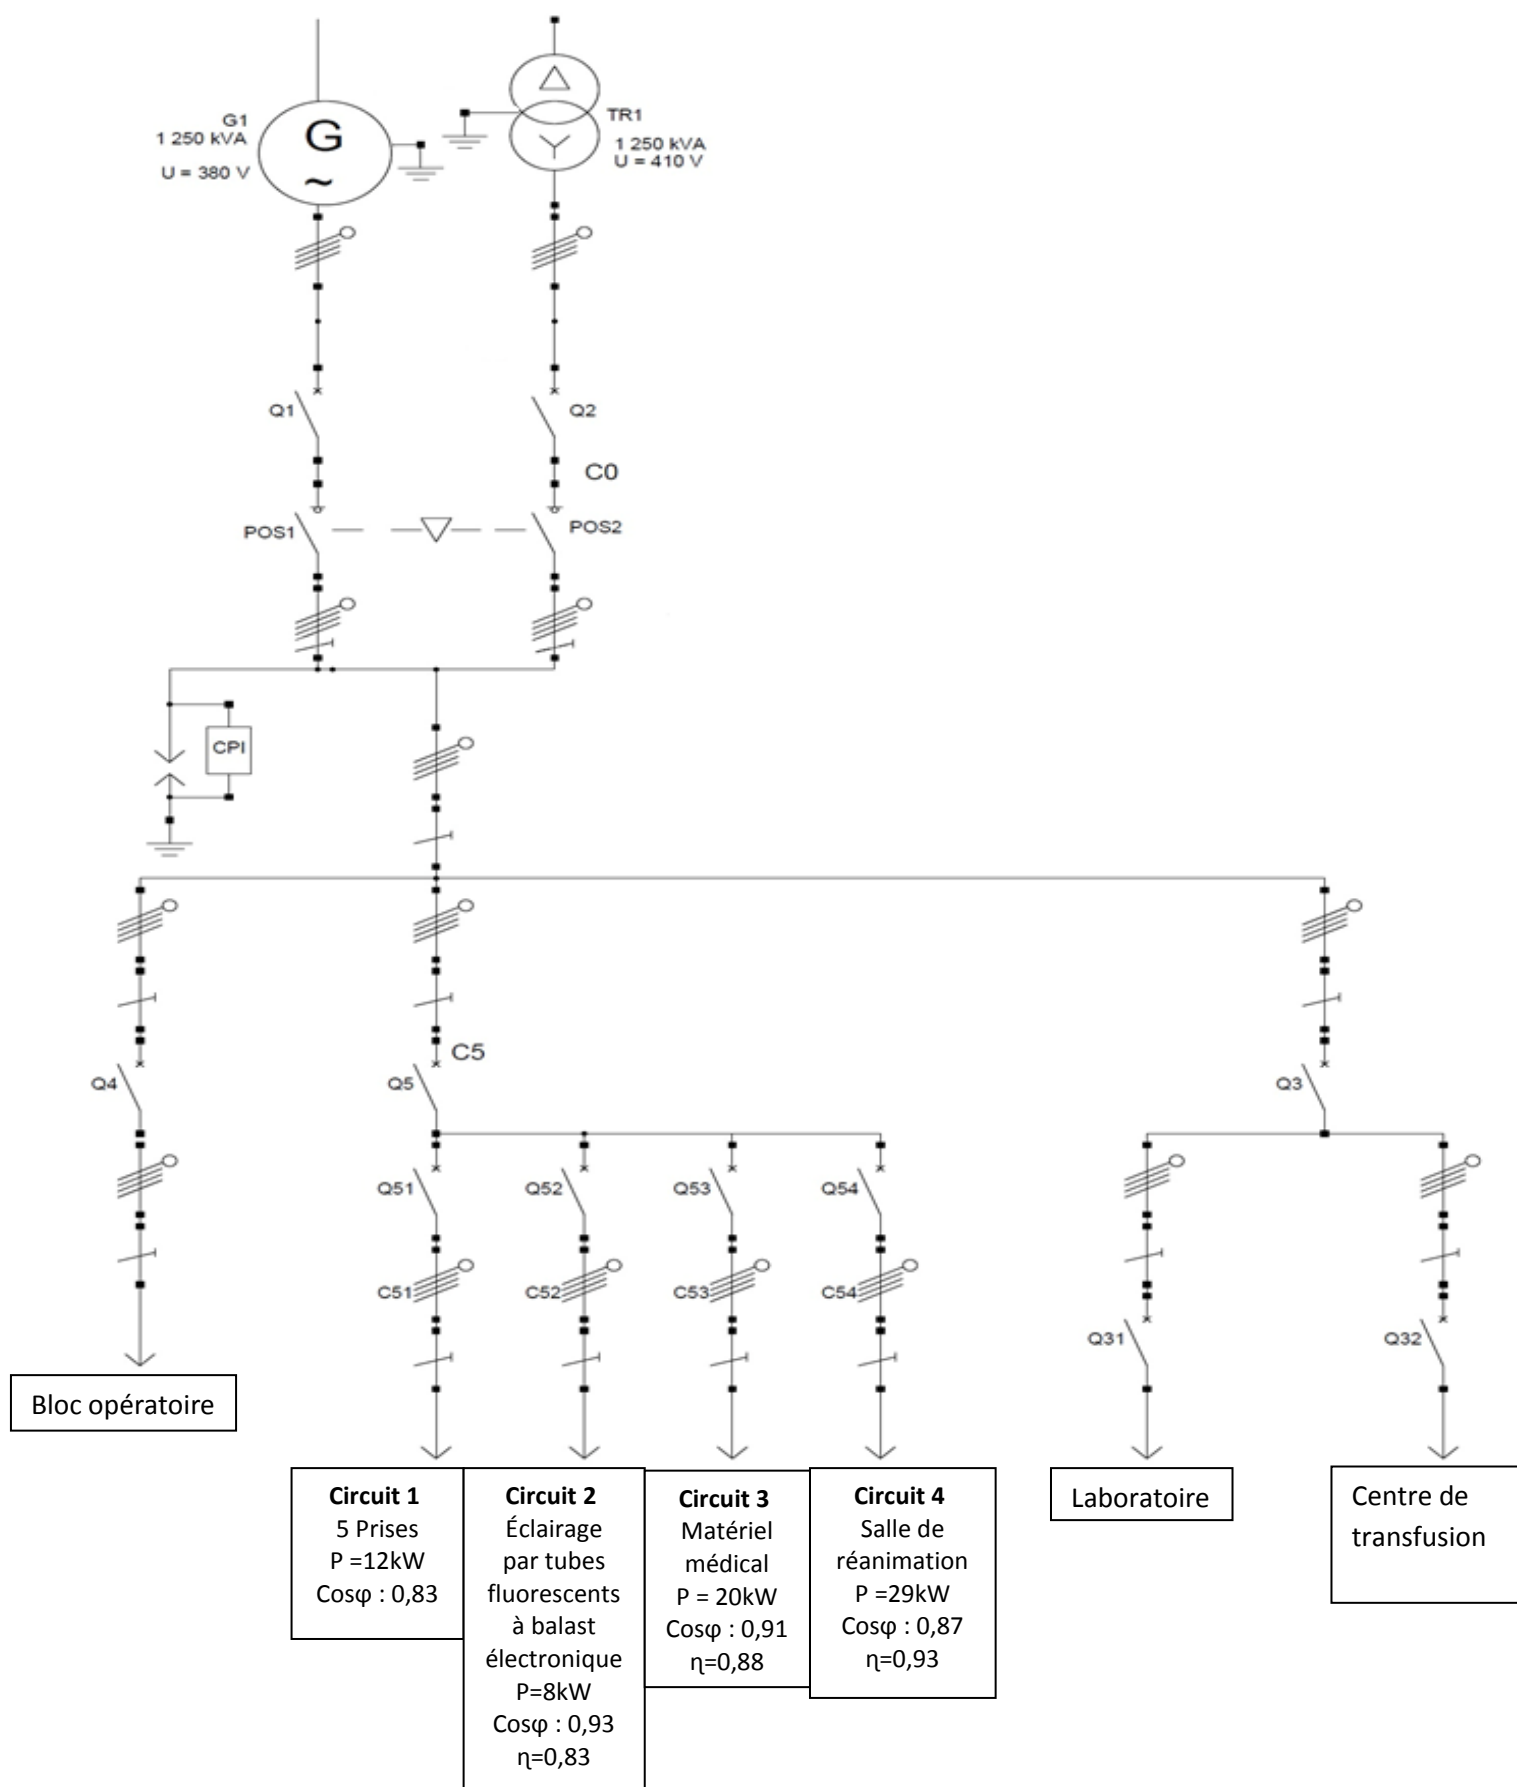 G1
1 250 kVA
U = 380 V
G
~
TR1
1 250 kVA
U = 410 V
Q1
Q2
C0
POS1
POS2
CPI
C5
Q4
Q5
Q3
Q51
Q52
Q53
Q54
C51
C52
C53
C54
Q31
Q32
Bloc opératoire
Circuit 1
5 Prises
P =12kW
Cosφ : 0,83
Circuit 2
Éclairage
par tubes
fluorescents
à balast
électronique
P=8kW
Cosφ : 0,93
η=0,83
Circuit 3
Matériel
médical
P = 20kW
Cosφ : 0,91
η=0,88
Circuit 4
Salle de
réanimation
P =29kW
Cosφ : 0,87
η=0,93
Laboratoire
Centre de
transfusion